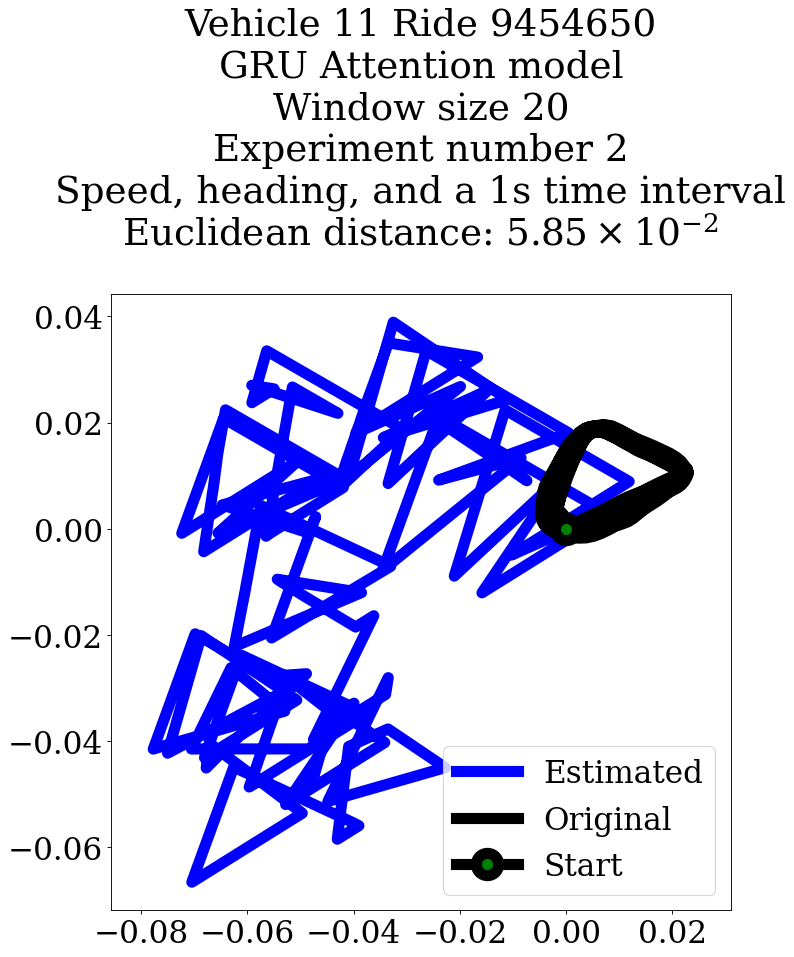 Vehicle 11 Ride 9454650
GRU Attention model
Window size 20
Experiment number 2
Speed, heading, and a 1s time interval
Euclidean distance: 5.85 × 10⁻²
0.04
0.02
0.00
−0.02
−0.04
−0.06
Estimated
Original
Start
−0.08 −0.06 −0.04 −0.02 0.00 0.02